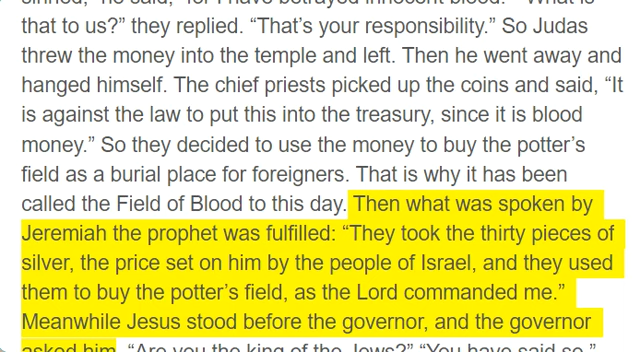 sinned,” he said, “for I have betrayed innocent blood.” “What is
that to us?” they replied. “That’s your responsibility.” So Judas
threw the money into the temple and left. Then he went away and
hanged himself. The chief priests picked up the coins and said, “It
is against the law to put this into the treasury, since it is blood
money.” So they decided to use the money to buy the potter’s
field as a burial place for foreigners. That is why it has been
called the Field of Blood to this day. Then what was spoken by
Jeremiah the prophet was fulfilled: “They took the thirty pieces of
silver, the price set on him by the people of Israel, and they used
them to buy the potter’s field, as the Lord commanded me.”
Meanwhile Jesus stood before the governor, and the governor
asked him, “Are you the king of the Jews?” “You have said so,”